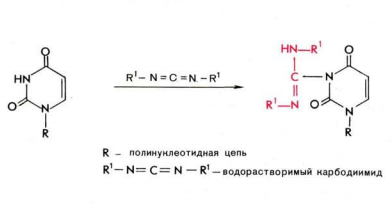 HN—R¹
O
O
HN
R¹—N=C=N—R¹
C
N
O
N
R
R¹—N
O
N
R
R – полинуклеотидная цепь
R¹—N=C=N—R¹—водорастворимый карбодиимид